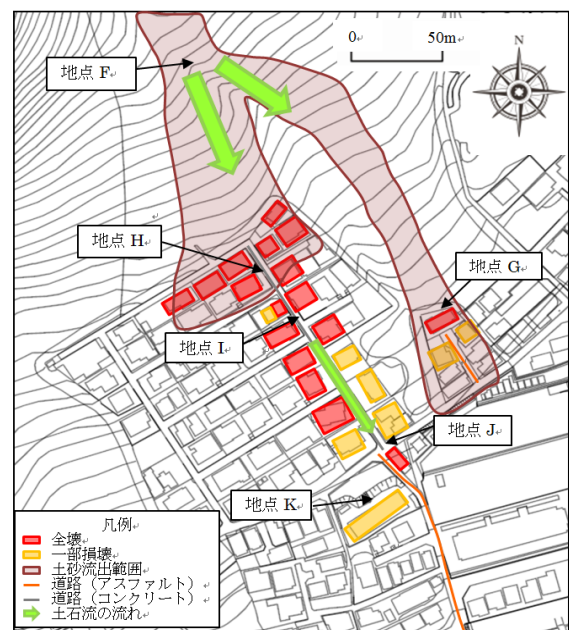 0 50m
地点 F
N
地点 H
地点 G
地点 I
地点 J
地点 K
凡例
全壊
一部損壊
土砂流出範囲
道路（アスファルト）
道路（コンクリート）
土石流の流れ